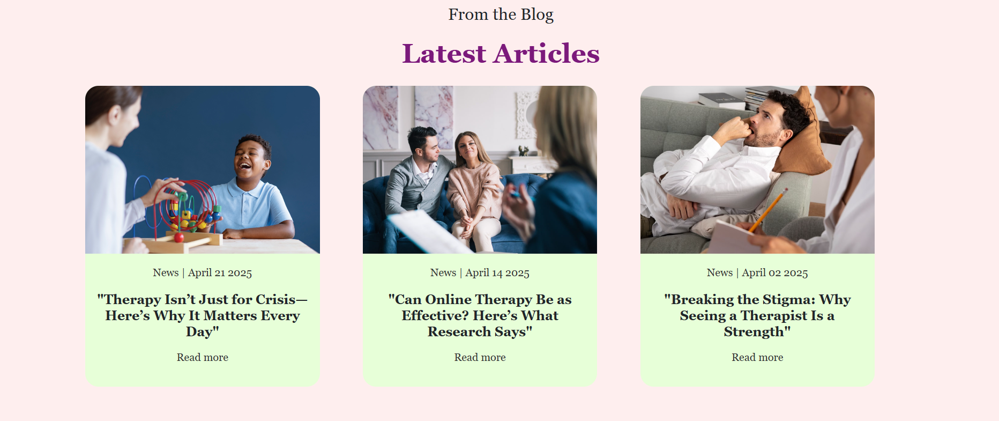 From the Blog
Latest Articles
News | April 21 2025
"Therapy Isn’t Just for Crisis—
Here’s Why It Matters Every
Day"
Read more
News | April 14 2025
"Can Online Therapy Be as
Effective? Here’s What
Research Says"
Read more
News | April 02 2025
"Breaking the Stigma: Why
Seeing a Therapist Is a
Strength"
Read more